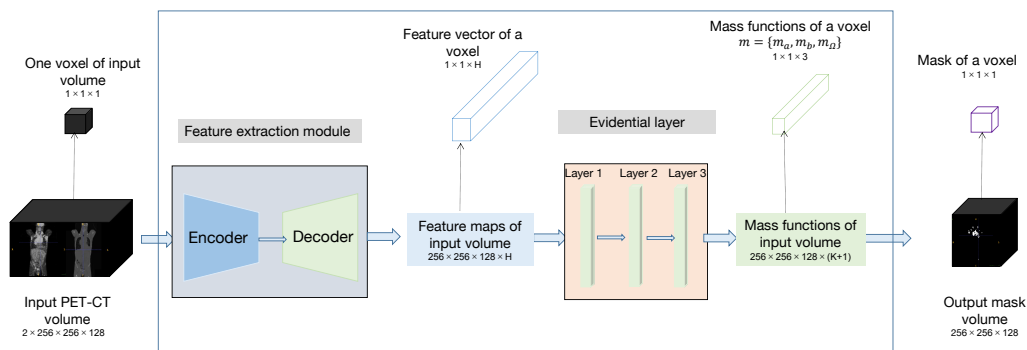 One voxel of input
volume
1 × 1 × 1
Input PET-CT
volume
2 × 256 × 256 × 128
Feature extraction module
Encoder
Decoder
Feature vector of a
voxel
1 × 1 × H
Feature maps of
input volume
256 × 256 × 128 × H
Evidential layer
Layer 1
Layer 2
Layer 3
Mass functions of a voxel
m = {m_a, m_b, m_Ω}
1 × 1 × 3
Mass functions of
input volume
256 × 256 × 128 × (K+1)
Mask of a voxel
1 × 1 × 1
Output mask
volume
256 × 256 × 128